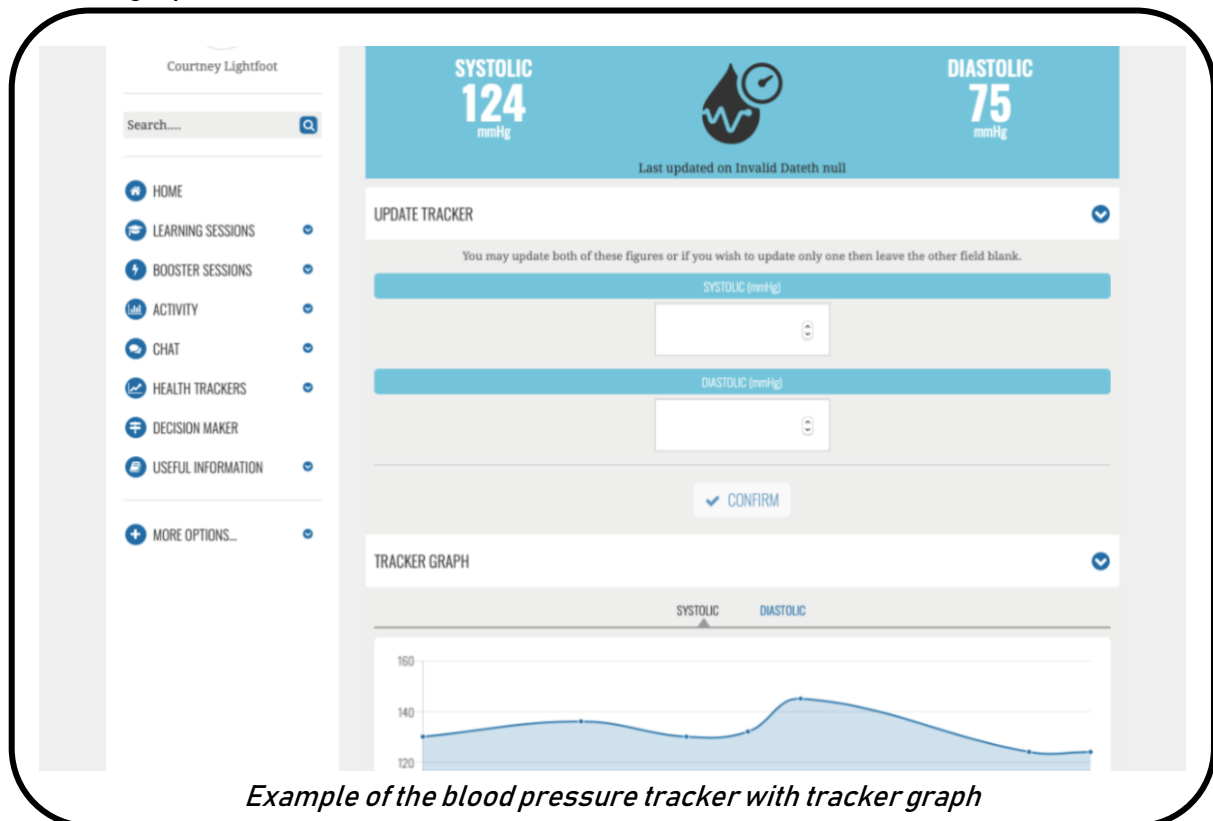 Courtney Lightfoot
Search....
HOME
LEARNING SESSIONS
BOOSTER SESSIONS
ACTIVITY
CHAT
HEALTH TRACKERS
DECISION MAKER
USEFUL INFORMATION
MORE OPTIONS...
SYSTOLIC
124
mmHg
DIASTOLIC
75
mmHg
Last updated on Invalid Dateth null
UPDATE TRACKER
You may update both of these figures or if you wish to update only one then leave the other field blank.
SYSTOLIC (mmHg)
DIASTOLIC (mmHg)
CONFIRM
TRACKER GRAPH
SYSTOLIC DIASTOLIC
160
140
120
Example of the blood pressure tracker with tracker graph